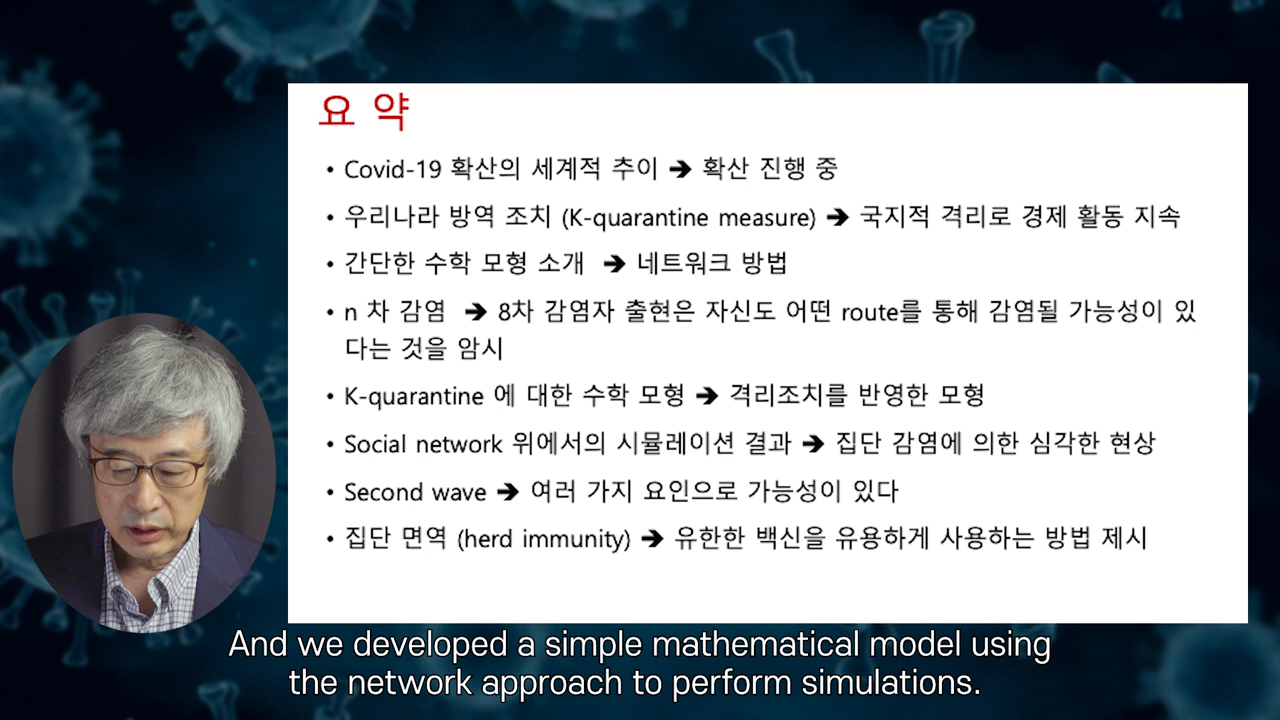 요 약
• Covid-19 확산의 세계적 추이 ➔ 확산 진행 중
• 우리나라 방역 조치 (K-quarantine measure) ➔ 국지적 격리로 경제 활동 지속
• 간단한 수학 모형 소개 ➔ 네트워크 방법
• n 차 감염 ➔ 8차 감염자 출현은 자신도 어떤 route를 통해 감염될 가능성이 있
다는 것을 암시
• K-quarantine 에 대한 수학 모형 ➔ 격리조치를 반영한 모형
• Social network 위에서의 시뮬레이션 결과 ➔ 집단 감염에 의한 심각한 현상
• Second wave ➔ 여러 가지 요인으로 가능성이 있다
• 집단 면역 (herd immunity) ➔ 유한한 백신을 유용하게 사용하는 방법 제시
And we developed a simple mathematical model using
the network approach to perform simulations.